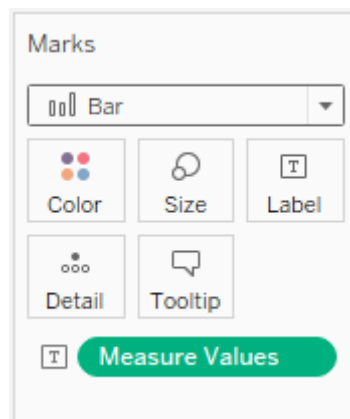 Marks
Bar
Color Size Label
Detail Tooltip
T Measure Values